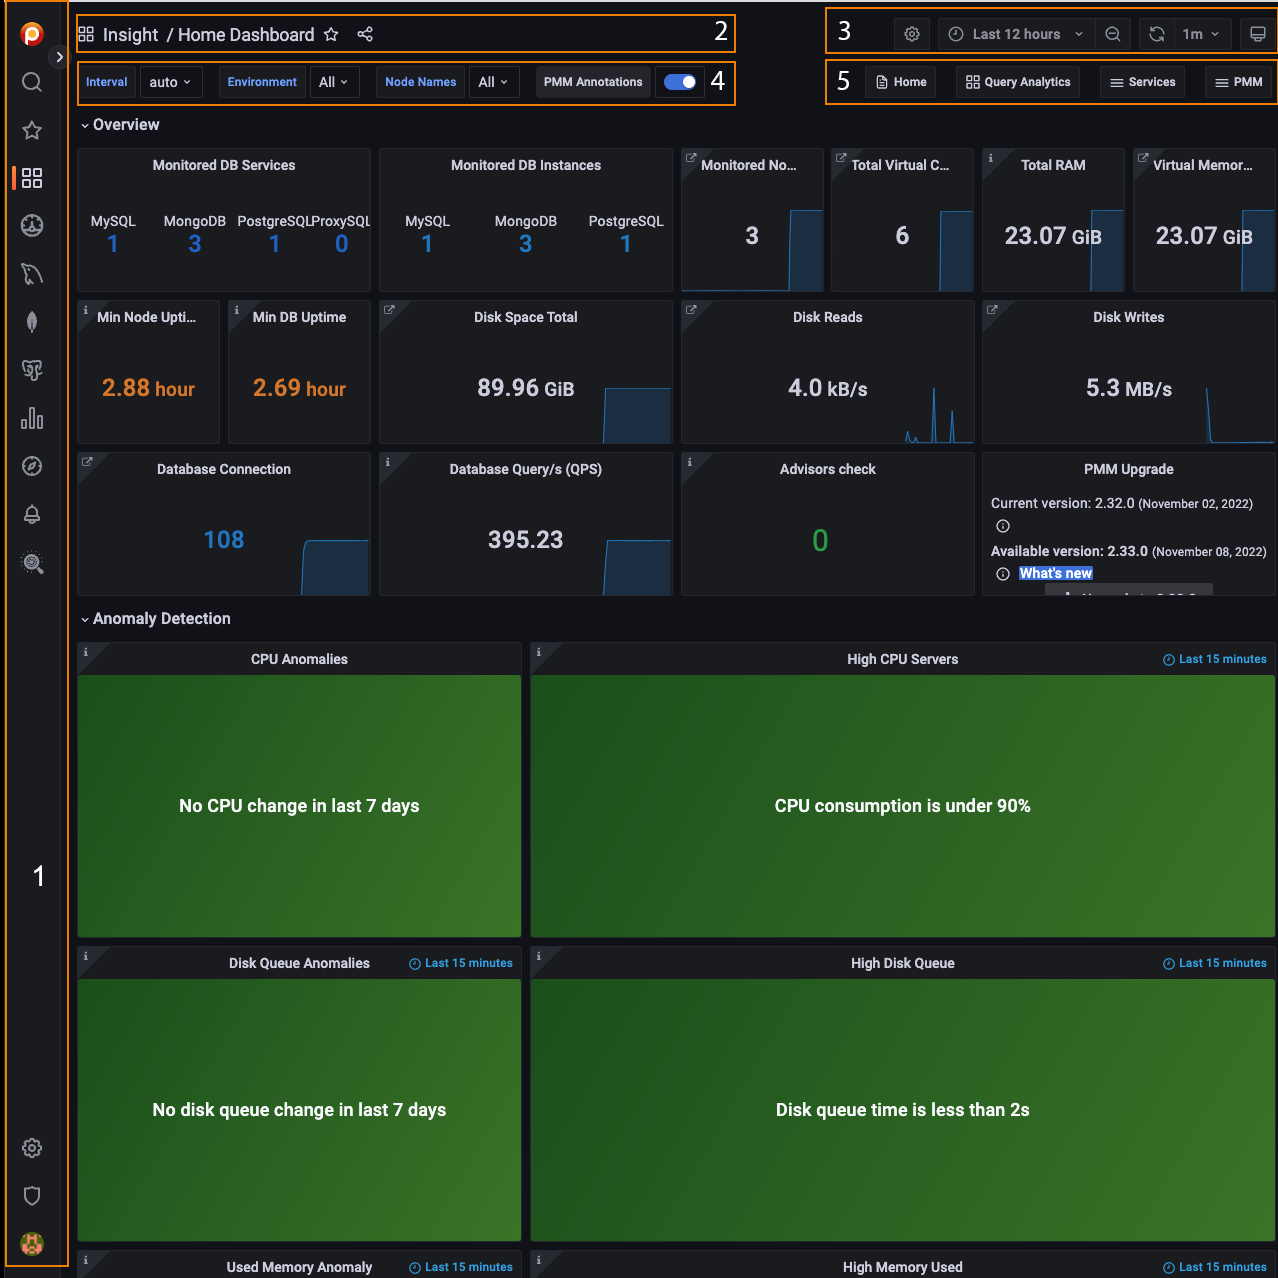 Insight / Home Dashboard
2
3
Last 12 hours
1m
Interval
auto
Environment
All
Node Names
All
PMM Annotations
4
5
Home
Query Analytics
Services
PMM
Overview
Monitored DB Services
MySQL
MongoDB
PostgreSQL
ProxySQL
1
3
1
0
Monitored DB Instances
MySQL
MongoDB
PostgreSQL
1
3
1
Monitored No...
3
Total Virtual C...
6
Total RAM
23.07 GiB
Virtual Memor...
23.07 GiB
Min Node Upti...
2.88 hour
Min DB Uptime
2.69 hour
Disk Space Total
89.96 GiB
Disk Reads
4.0 kB/s
Disk Writes
5.3 MB/s
Database Connection
108
Database Query/s (QPS)
395.23
Advisors check
0
PMM Upgrade
Current version: 2.32.0 (November 02, 2022)
Available version: 2.33.0 (November 08, 2022)
What's new
Anomaly Detection
CPU Anomalies
No CPU change in last 7 days
High CPU Servers
Last 15 minutes
CPU consumption is under 90%
1
Disk Queue Anomalies
Last 15 minutes
No disk queue change in last 7 days
High Disk Queue
Last 15 minutes
Disk queue time is less than 2s
Used Memory Anomaly
Last 15 minutes
High Memory Used
Last 15 minutes